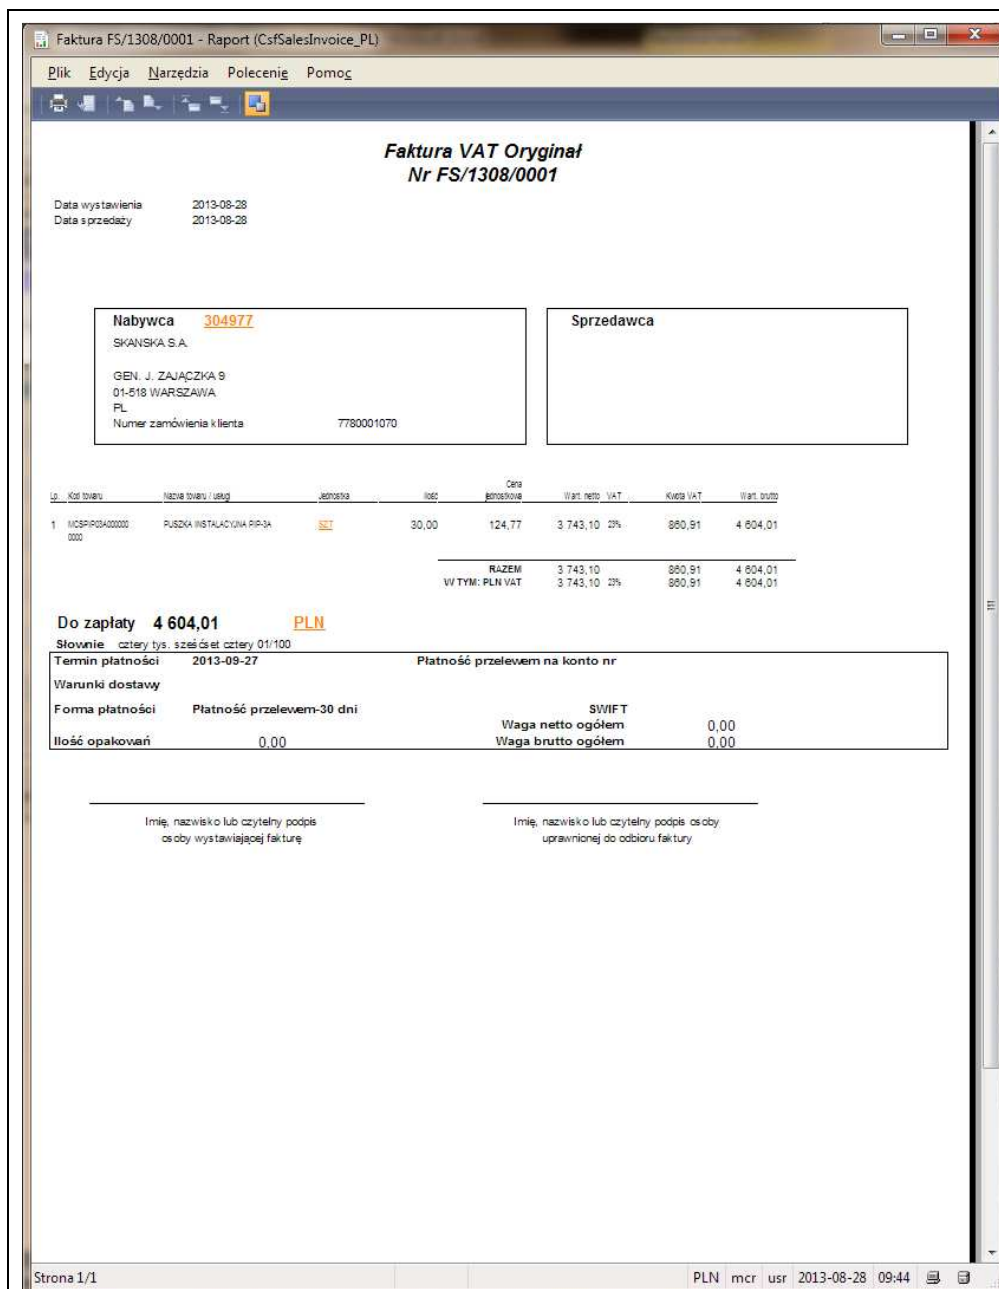 Faktura FS/1308/0001 - Raport (CsfSalesInvoice_PL)
Plik Edycja Narzędzia Polecenie Pomoc
Faktura VAT Oryginał
Nr FS/1308/0001
Data wystawienia 2013-08-28
Data sprzedaży 2013-08-28
Nabywca 304977
SKANSKA S.A.
GEN. J. ZAJĄCZKA 9
01-518 WARSZAWA
PL
Numer zamówienia klienta 7780001070
Sprzedawca
Lp. Kod towaru Nazwa towaru / usługi Jednostka Ilość Cena jednostkowa Wart. netto VAT Kwota VAT Wart. brutto
1 MCSPIP03A000000 PUSZKA INSTALACYJNA PIP-3A SZT 30,00 124,77 3 743,10 23% 860,91 4 604,01
0000
RAZEM 3 743,10 860,91 4 604,01
W TYM: PLN VAT 3 743,10 23% 860,91 4 604,01
Do zapłaty 4 604,01 PLN
Słownie cztery tys. sześćset cztery 01/100
Termin płatności 2013-09-27 Płatność przelewem na konto nr
Warunki dostawy
Forma płatności Płatność przelewem-30 dni SWIFT
Waga netto ogółem 0,00
Ilość opakowań 0,00 Waga brutto ogółem 0,00
Imię, nazwisko lub czytelny podpis
osoby wystawiającej fakturę
Imię, nazwisko lub czytelny podpis osoby
uprawnionej do odbioru faktury
Strona 1/1 PLN mcr usr 2013-08-28 09:44